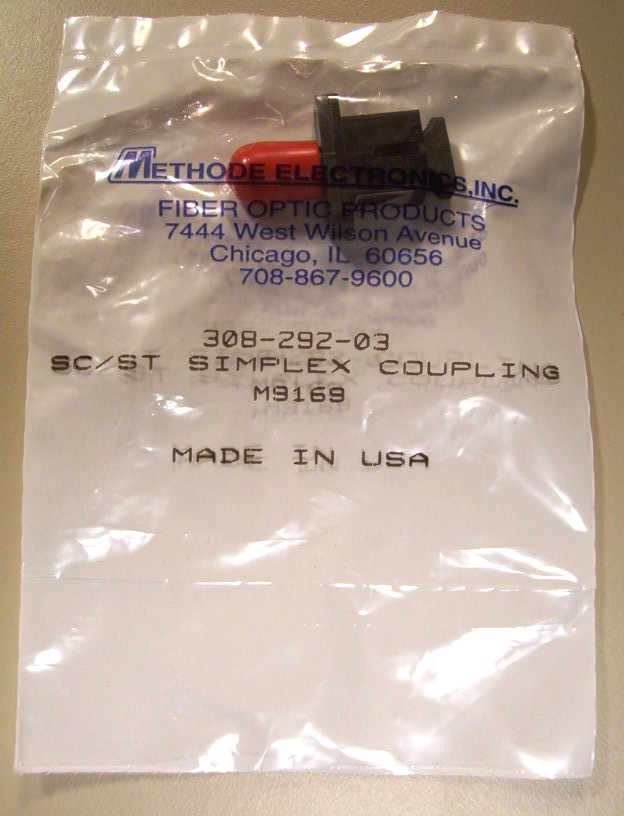 METHODE ELECTRONICS,INC.
FIBER OPTIC PRODUCTS
7444 West Wilson Avenue
Chicago, IL 60656
708-867-9600
308-292-03
SC/ST SIMPLEX COUPLING
M9169
MADE IN USA